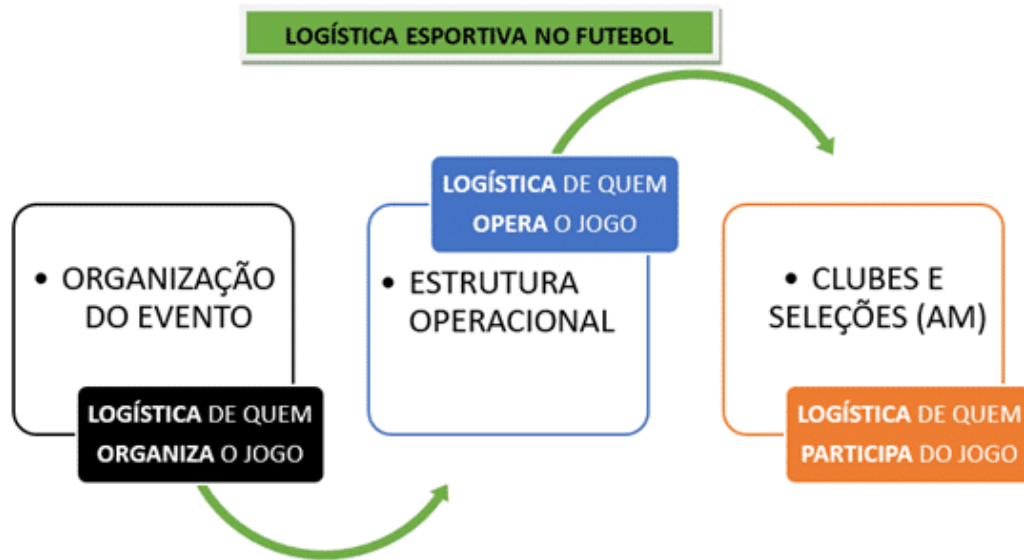 LOGÍSTICA ESPORTIVA NO FUTEBOL
• ORGANIZAÇÃO
DO EVENTO
LOGÍSTICA DE QUEM
ORGANIZA O JOGO
LOGÍSTICA DE QUEM
OPERA O JOGO
• ESTRUTURA
OPERACIONAL
• CLUBES E
SELEÇÕES (AM)
LOGÍSTICA DE QUEM
PARTICIPA DO JOGO